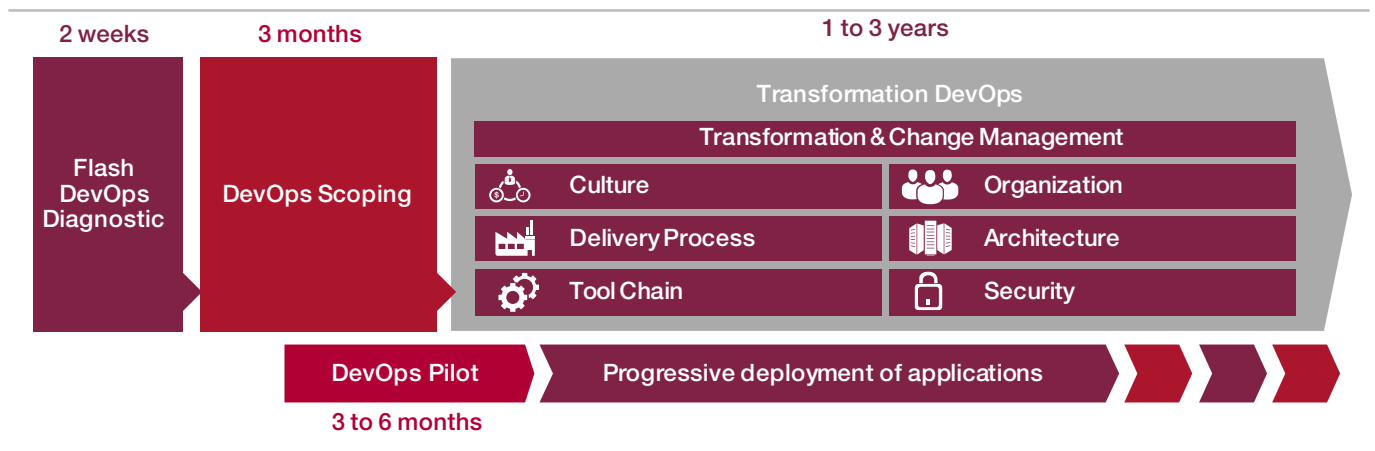 2 weeks
3 months
1 to 3 years
Flash
DevOps
Diagnostic
DevOps Scoping
Transformation DevOps
Transformation & Change Management
Culture
Organization
Delivery Process
Architecture
Tool Chain
Security
DevOps Pilot
Progressive deployment of applications
3 to 6 months